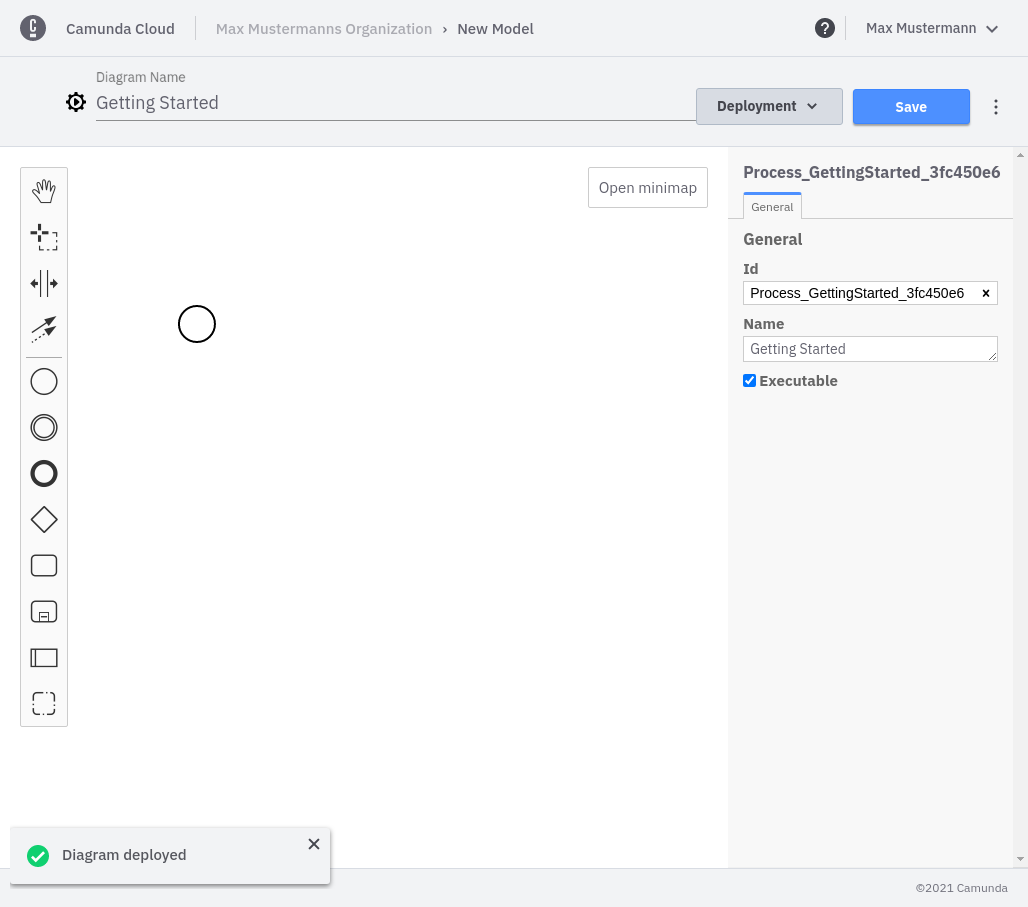 Camunda Cloud
Max Mustermanns Organization › New Model
?
Max Mustermann
Diagram Name
Getting Started
Deployment
Save
Open minimap
Process_GettingStarted_3fc450e6
General
General
Id
Process_GettingStarted_3fc450e6
Name
Getting Started
Executable
Diagram deployed
©2021 Camunda